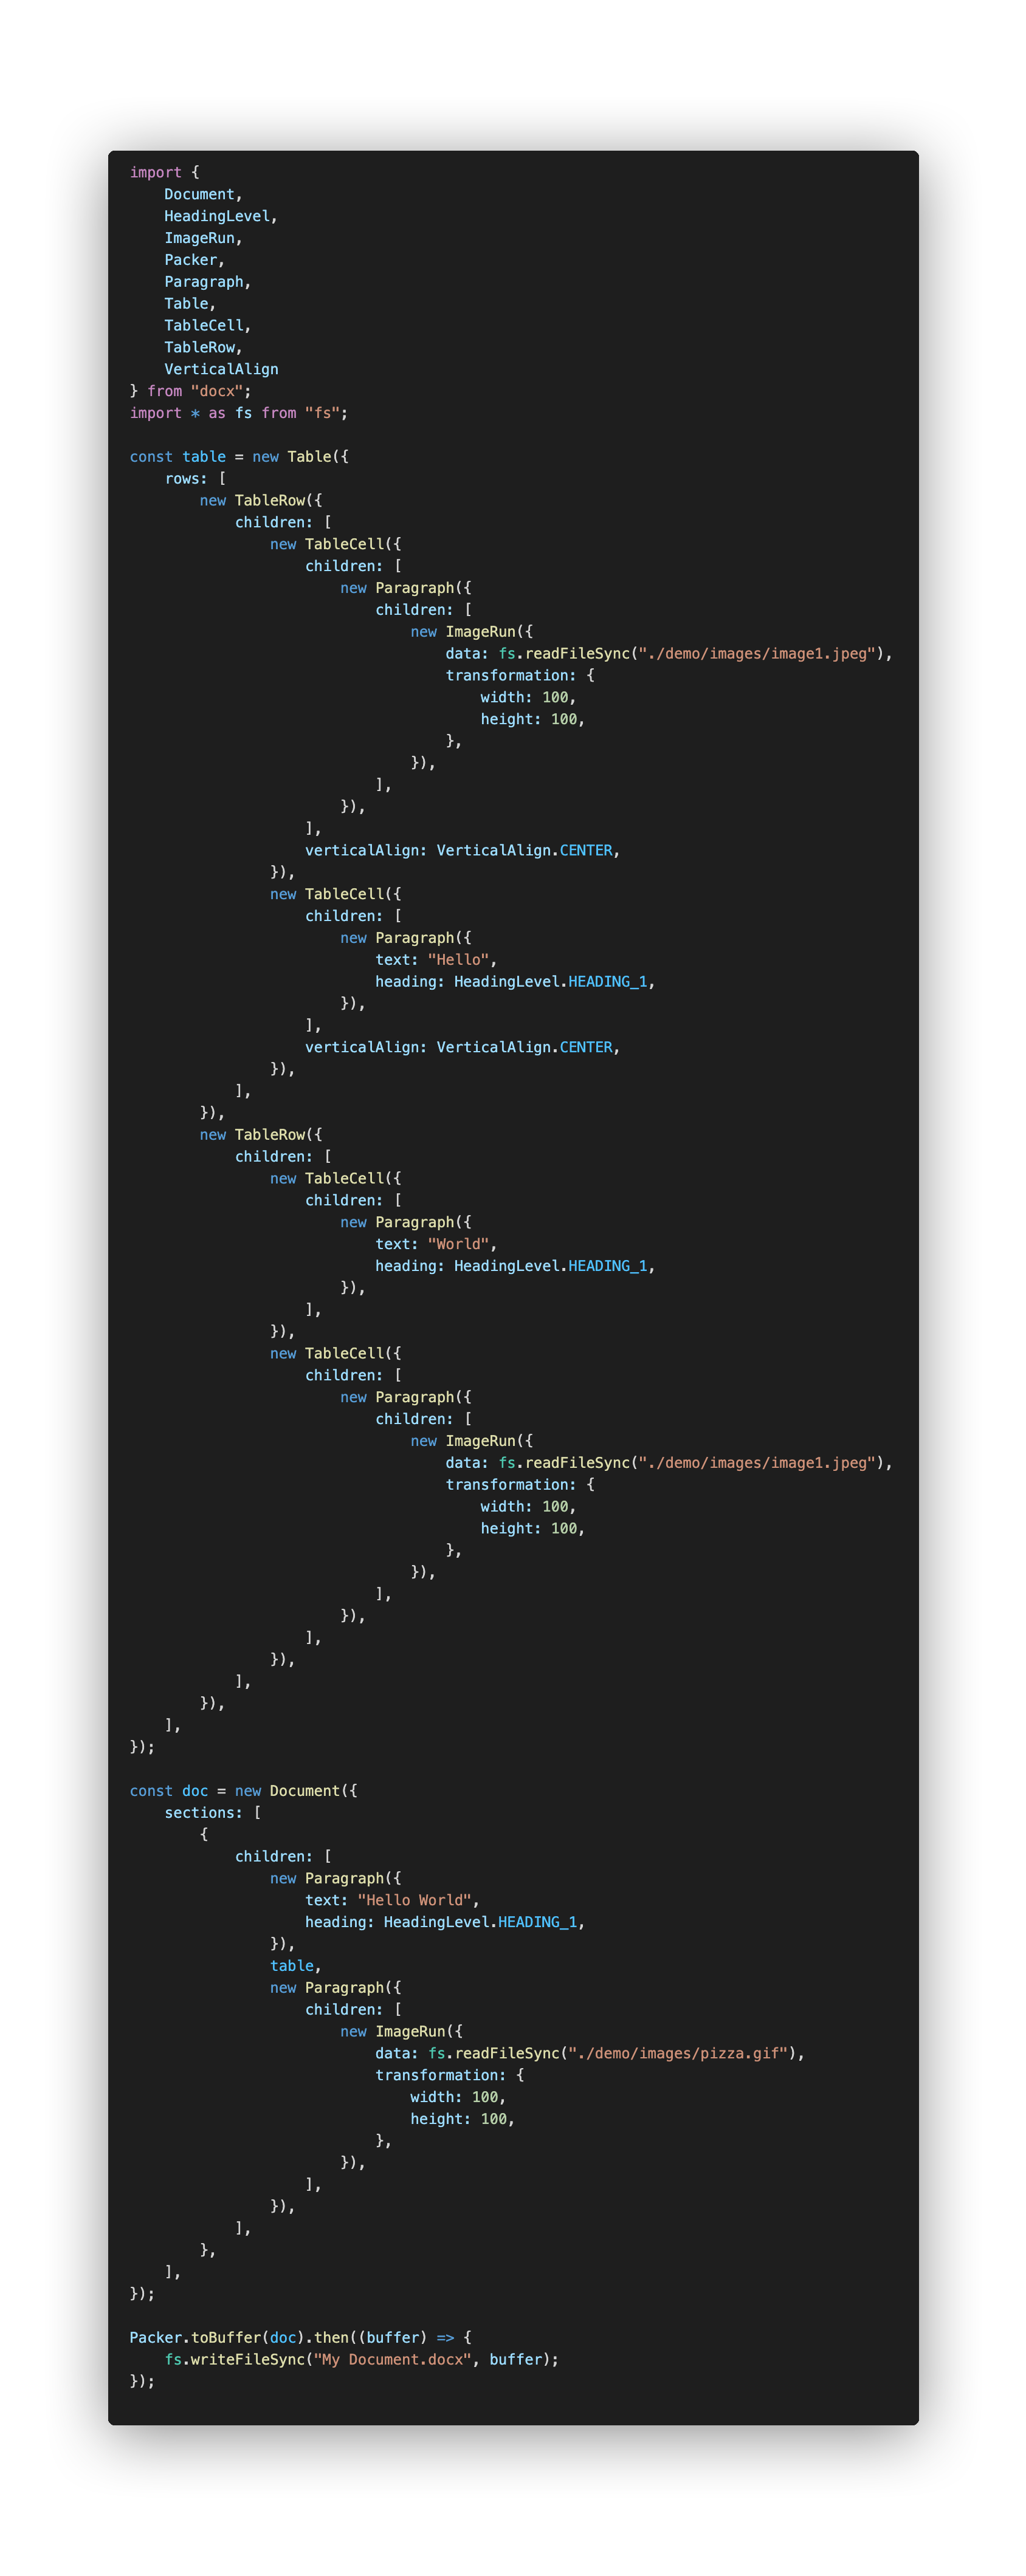 import {
    Document,
    HeadingLevel,
    ImageRun,
    Packer,
    Paragraph,
    Table,
    TableCell,
    TableRow,
    VerticalAlign
} from "docx";
import * as fs from "fs";

const table = new Table({
    rows: [
        new TableRow({
            children: [
                new TableCell({
                    children: [
                        new Paragraph({
                            children: [
                                new ImageRun({
                                    data: fs.readFileSync("./demo/images/image1.jpeg"),
                                    transformation: {
                                        width: 100,
                                        height: 100,
                                    },
                                }),
                            ],
                        }),
                    ],
                    verticalAlign: VerticalAlign.CENTER,
                }),
                new TableCell({
                    children: [
                        new Paragraph({
                            text: "Hello",
                            heading: HeadingLevel.HEADING_1,
                        }),
                    ],
                    verticalAlign: VerticalAlign.CENTER,
                }),
            ],
        }),
        new TableRow({
            children: [
                new TableCell({
                    children: [
                        new Paragraph({
                            text: "World",
                            heading: HeadingLevel.HEADING_1,
                        }),
                    ],
                }),
                new TableCell({
                    children: [
                        new Paragraph({
                            children: [
                                new ImageRun({
                                    data: fs.readFileSync("./demo/images/image1.jpeg"),
                                    transformation: {
                                        width: 100,
                                        height: 100,
                                    },
                                }),
                            ],
                        }),
                    ],
                }),
            ],
        }),
    ],
});

const doc = new Document({
    sections: [
        {
            children: [
                new Paragraph({
                    text: "Hello World",
                    heading: HeadingLevel.HEADING_1,
                }),
                table,
                new Paragraph({
                    children: [
                        new ImageRun({
                            data: fs.readFileSync("./demo/images/pizza.gif"),
                            transformation: {
                                width: 100,
                                height: 100,
                            },
                        }),
                    ],
                }),
            ],
        },
    ],
});

Packer.toBuffer(doc).then((buffer) => {
    fs.writeFileSync("My Document.docx", buffer);
});